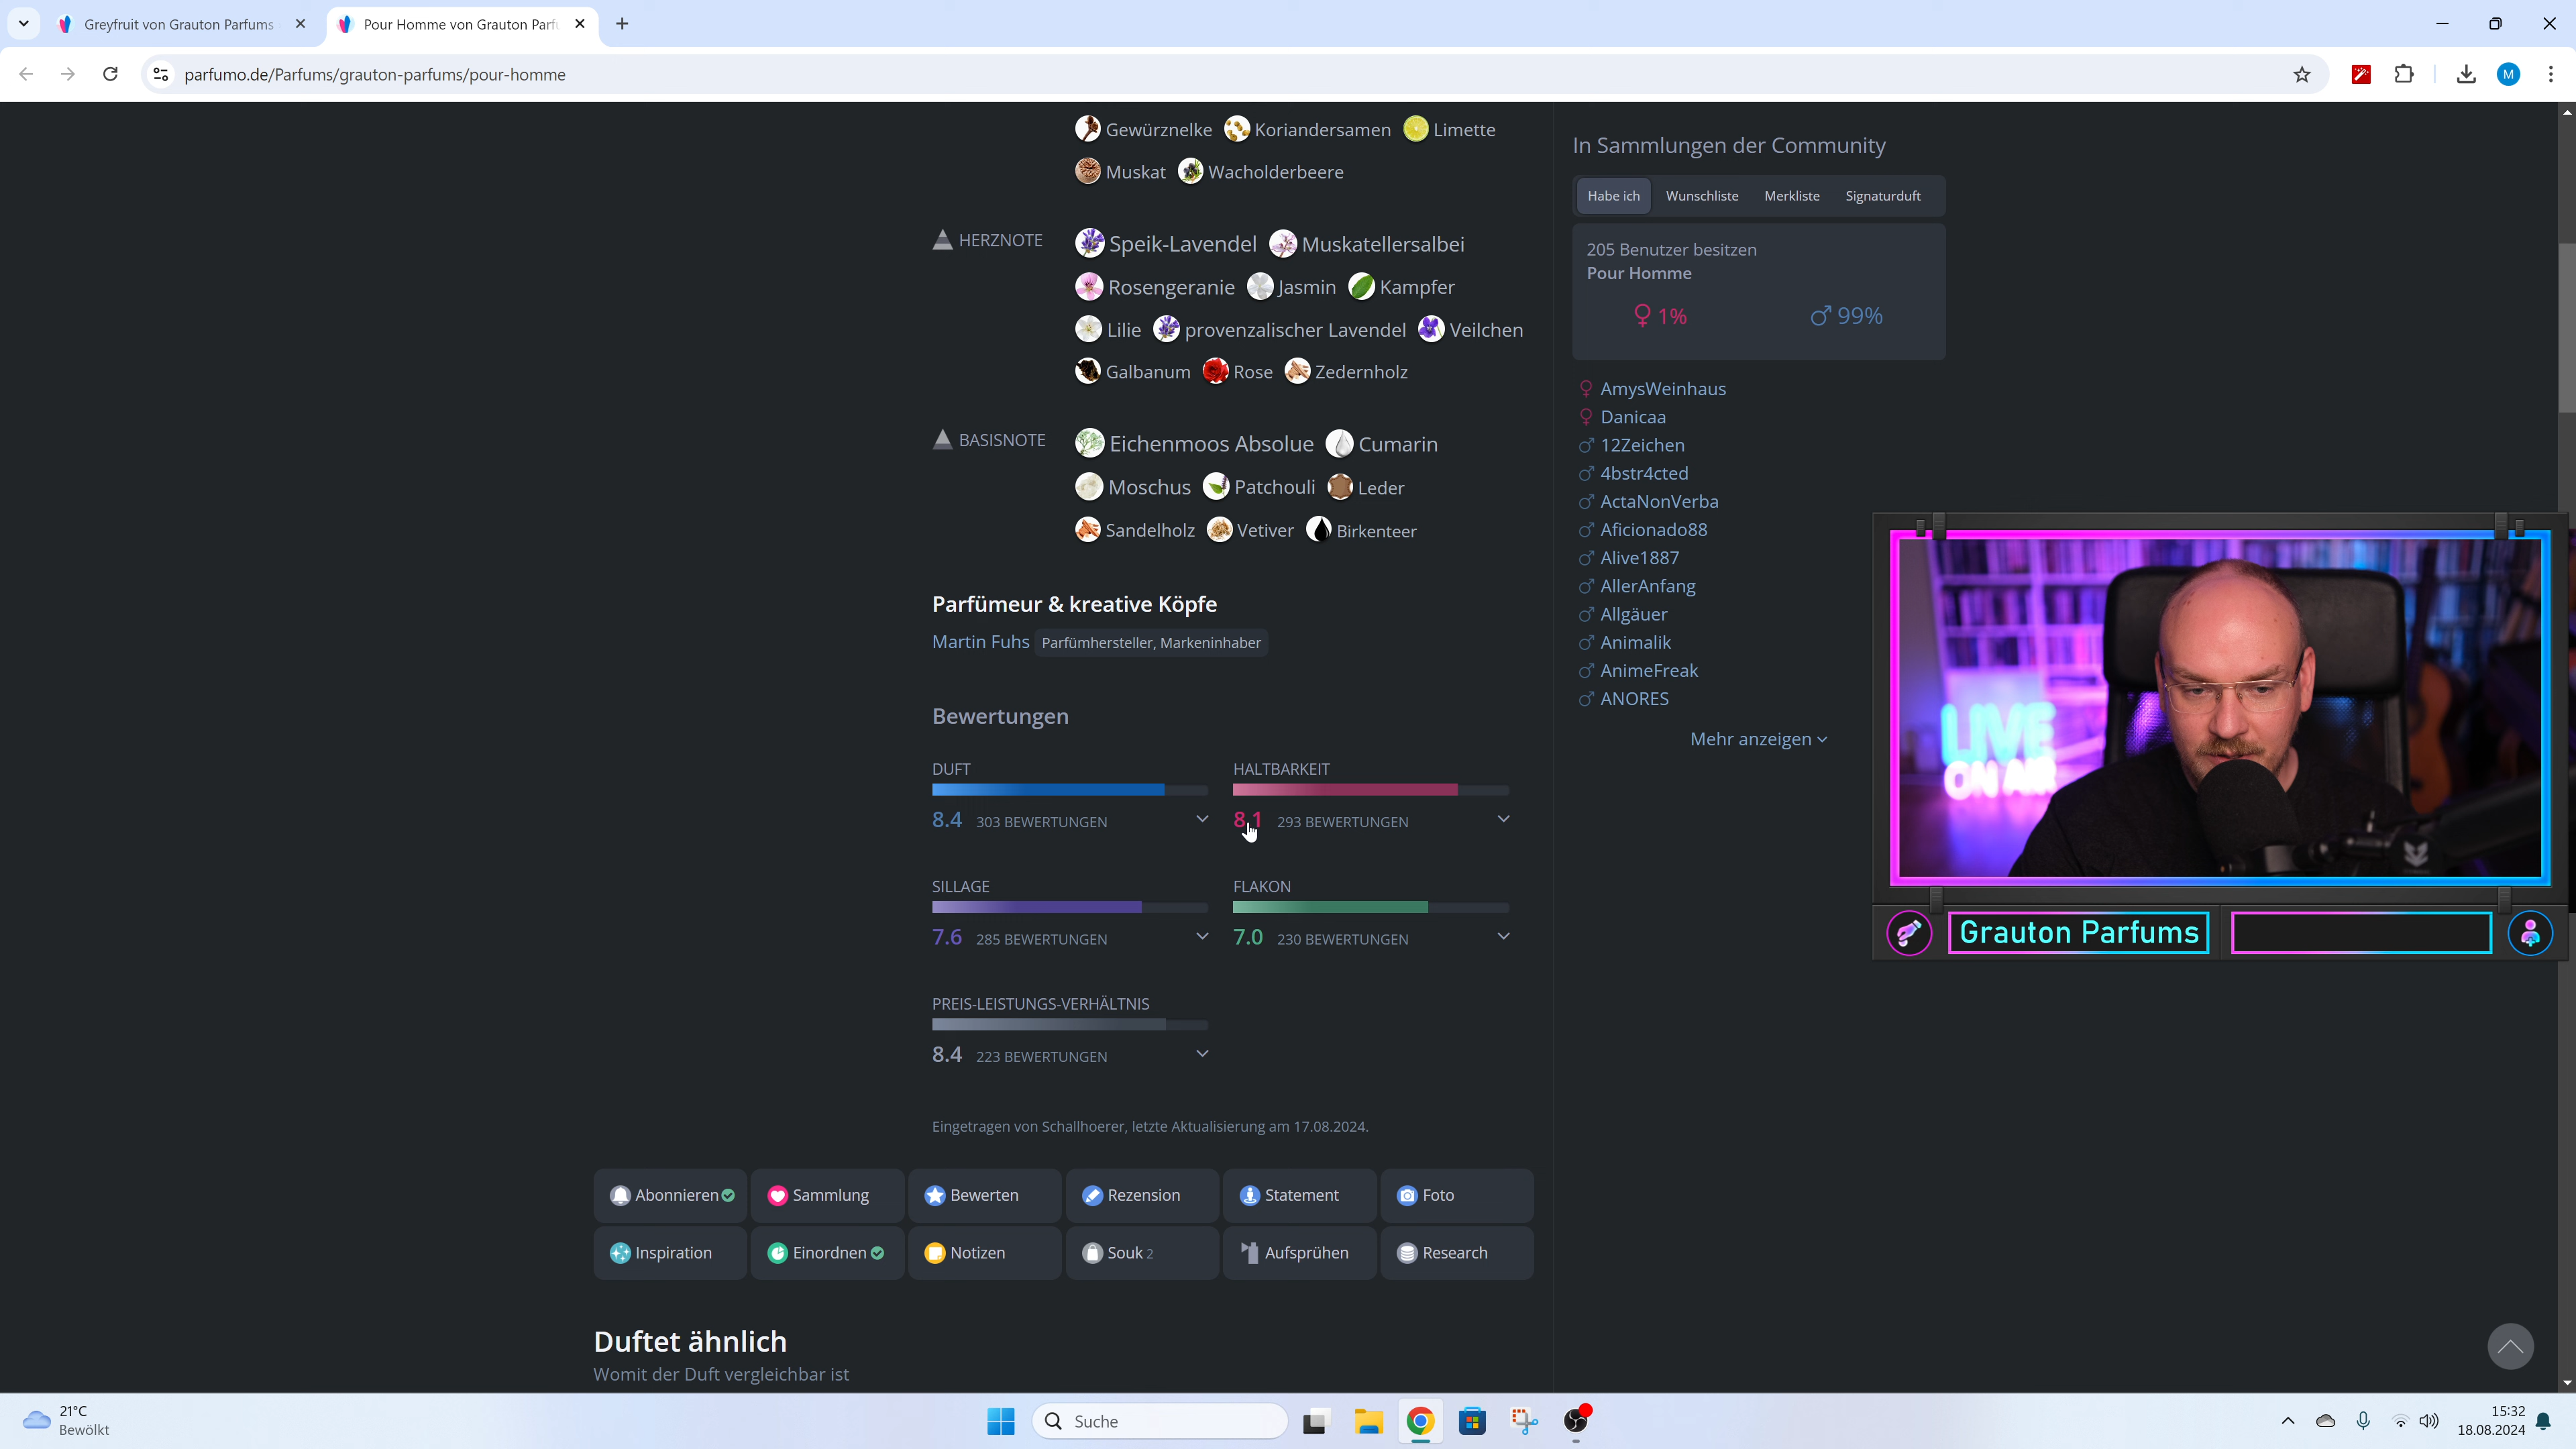 Greyfruit von Grauton Parfums
Pour Homme von Grauton Parf
parfumo.de/Parfums/grauton-parfums/pour-homme
M
Gewürznelke Koriandersamen Limette
Muskat Wacholderbeere
HERZNOTE Speik-Lavendel Muskatellersalbei
Rosengeranie Jasmin Kampfer
Lilie provenzalischer Lavendel Veilchen
Galbanum Rose Zedernholz
BASISNOTE Eichenmoos Absolue Cumarin
Moschus Patchouli Leder
Sandelholz Vetiver Birkenteer
Parfümeur & kreative Köpfe
Martin Fuhs Parfümhersteller, Markeninhaber
Bewertungen
DUFT HALTBARKEIT
8.4 303 BEWERTUNGEN 8.1 293 BEWERTUNGEN
SILLAGE FLAKON
7.6 285 BEWERTUNGEN 7.0 230 BEWERTUNGEN
PREIS-LEISTUNGS-VERHÄLTNIS
8.4 223 BEWERTUNGEN
Eingetragen von Schallhoerer, letzte Aktualisierung am 17.08.2024.
Abonnieren Sammlung Bewerten Rezension Statement Foto
Inspiration Einordnen Notizen Souk 2 Aufsprühen Research
Duftet ähnlich
Womit der Duft vergleichbar ist
In Sammlungen der Community
Habe ich Wunschliste Merkliste Signaturduft
205 Benutzer besitzen
Pour Homme
♀ 1% ♂ 99%
♀ AmysWeinhaus
♀ Danicaa
♂ 12Zeichen
♂ 4bstr4cted
♂ ActaNonVerba
♂ Aficionado88
♂ Alive1887
♂ AllerAnfang
♂ Allgäuer
♂ Animalik
♂ AnimeFreak
♂ ANORES
Mehr anzeigen
LIVE
ON AIR
Grauton Parfums
21°C
Bewölkt
Suche
15:32
18.08.2024